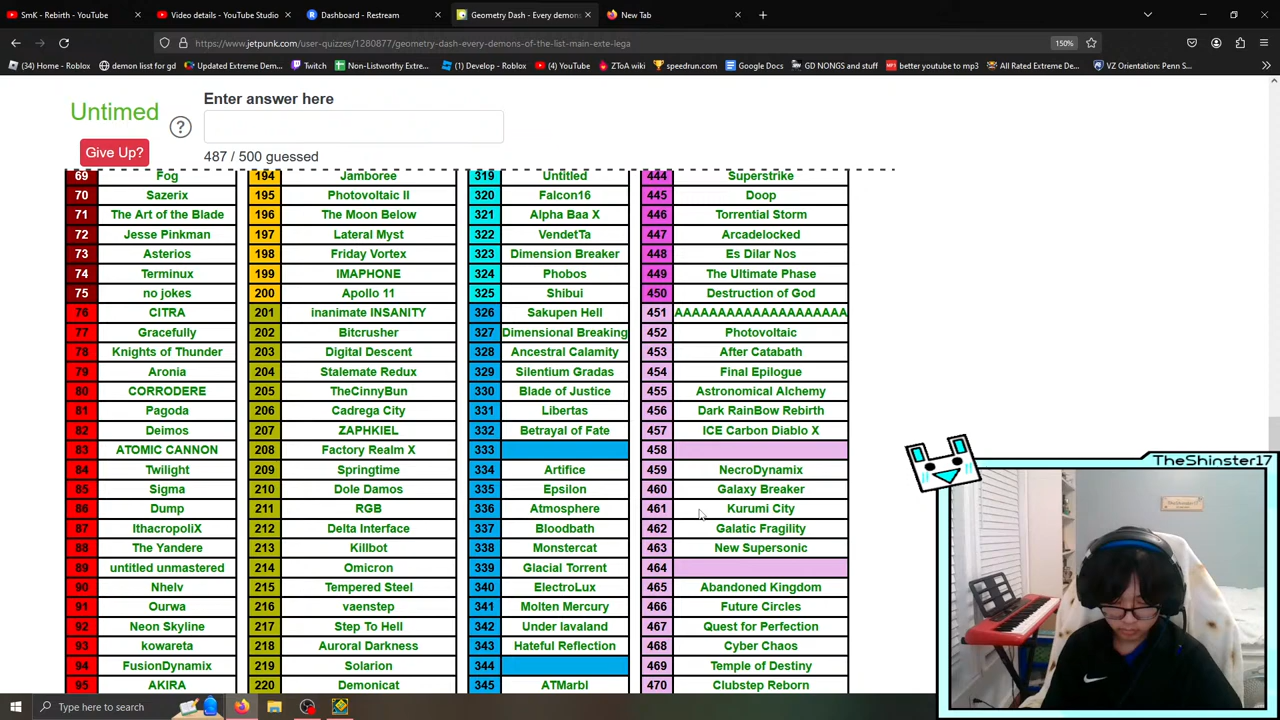 SmK - Rebirth - YouTube
Video details - YouTube Studio
Dashboard - Restream
Geometry Dash - Every demons
New Tab
https://www.jetpunk.com/user-quizzes/1280877/geometry-dash-every-demons-of-the-list-main-exte-lega
150%
(34) Home - Roblox
demon lisst for gd
Updated Extreme Dem...
Twitch
Non-Listworthy Extre...
(1) Develop - Roblox
(4) YouTube
ZToA wiki
speedrun.com
Google Docs
GD NONGS and stuff
better youtube to mp3
All Rated Extreme De...
VZ Orientation: Penn S...
Untimed
Enter answer here
Give Up?
487 / 500 guessed
69 Fog 194 Jamboree 319 Untitled 444 Superstrike
70 Sazerix 195 Photovoltaic II 320 Falcon16 445 Doop
71 The Art of the Blade 196 The Moon Below 321 Alpha Baa X 446 Torrential Storm
72 Jesse Pinkman 197 Lateral Myst 322 VendetTa 447 Arcadelocked
73 Asterios 198 Friday Vortex 323 Dimension Breaker 448 Es Dilar Nos
74 Terminux 199 IMAPHONE 324 Phobos 449 The Ultimate Phase
75 no jokes 200 Apollo 11 325 Shibui 450 Destruction of God
76 CITRA 201 inanimate INSANITY 326 Sakupen Hell 451 AAAAAAAAAAAAAAAAAAA
77 Gracefully 202 Bitcrusher 327 Dimensional Breaking 452 Photovoltaic
78 Knights of Thunder 203 Digital Descent 328 Ancestral Calamity 453 After Catabath
79 Aronia 204 Stalemate Redux 329 Silentium Gradas 454 Final Epilogue
80 CORRODERE 205 TheCinnyBun 330 Blade of Justice 455 Astronomical Alchemy
81 Pagoda 206 Cadrega City 331 Libertas 456 Dark RainBow Rebirth
82 Deimos 207 ZAPHKIEL 332 Betrayal of Fate 457 ICE Carbon Diablo X
83 ATOMIC CANNON 208 Factory Realm X 333 458
84 Twilight 209 Springtime 334 Artifice 459 NecroDynamix
85 Sigma 210 Dole Damos 335 Epsilon 460 Galaxy Breaker
86 Dump 211 RGB 336 Atmosphere 461 Kurumi City
87 IthacropoliX 212 Delta Interface 337 Bloodbath 462 Galatic Fragility
88 The Yandere 213 Killbot 338 Monstercat 463 New Supersonic
89 untitled unmastered 214 Omicron 339 Glacial Torrent 464
90 Nhelv 215 Tempered Steel 340 ElectroLux 465 Abandoned Kingdom
91 Ourwa 216 vaenstep 341 Molten Mercury 466 Future Circles
92 Neon Skyline 217 Step To Hell 342 Under lavaland 467 Quest for Perfection
93 kowareta 218 Auroral Darkness 343 Hateful Reflection 468 Cyber Chaos
94 FusionDynamix 219 Solarion 344 469 Temple of Destiny
95 AKIRA 220 Demonicat 345 ATMarbl 470 Clubstep Reborn
TheShinster17
Type here to search